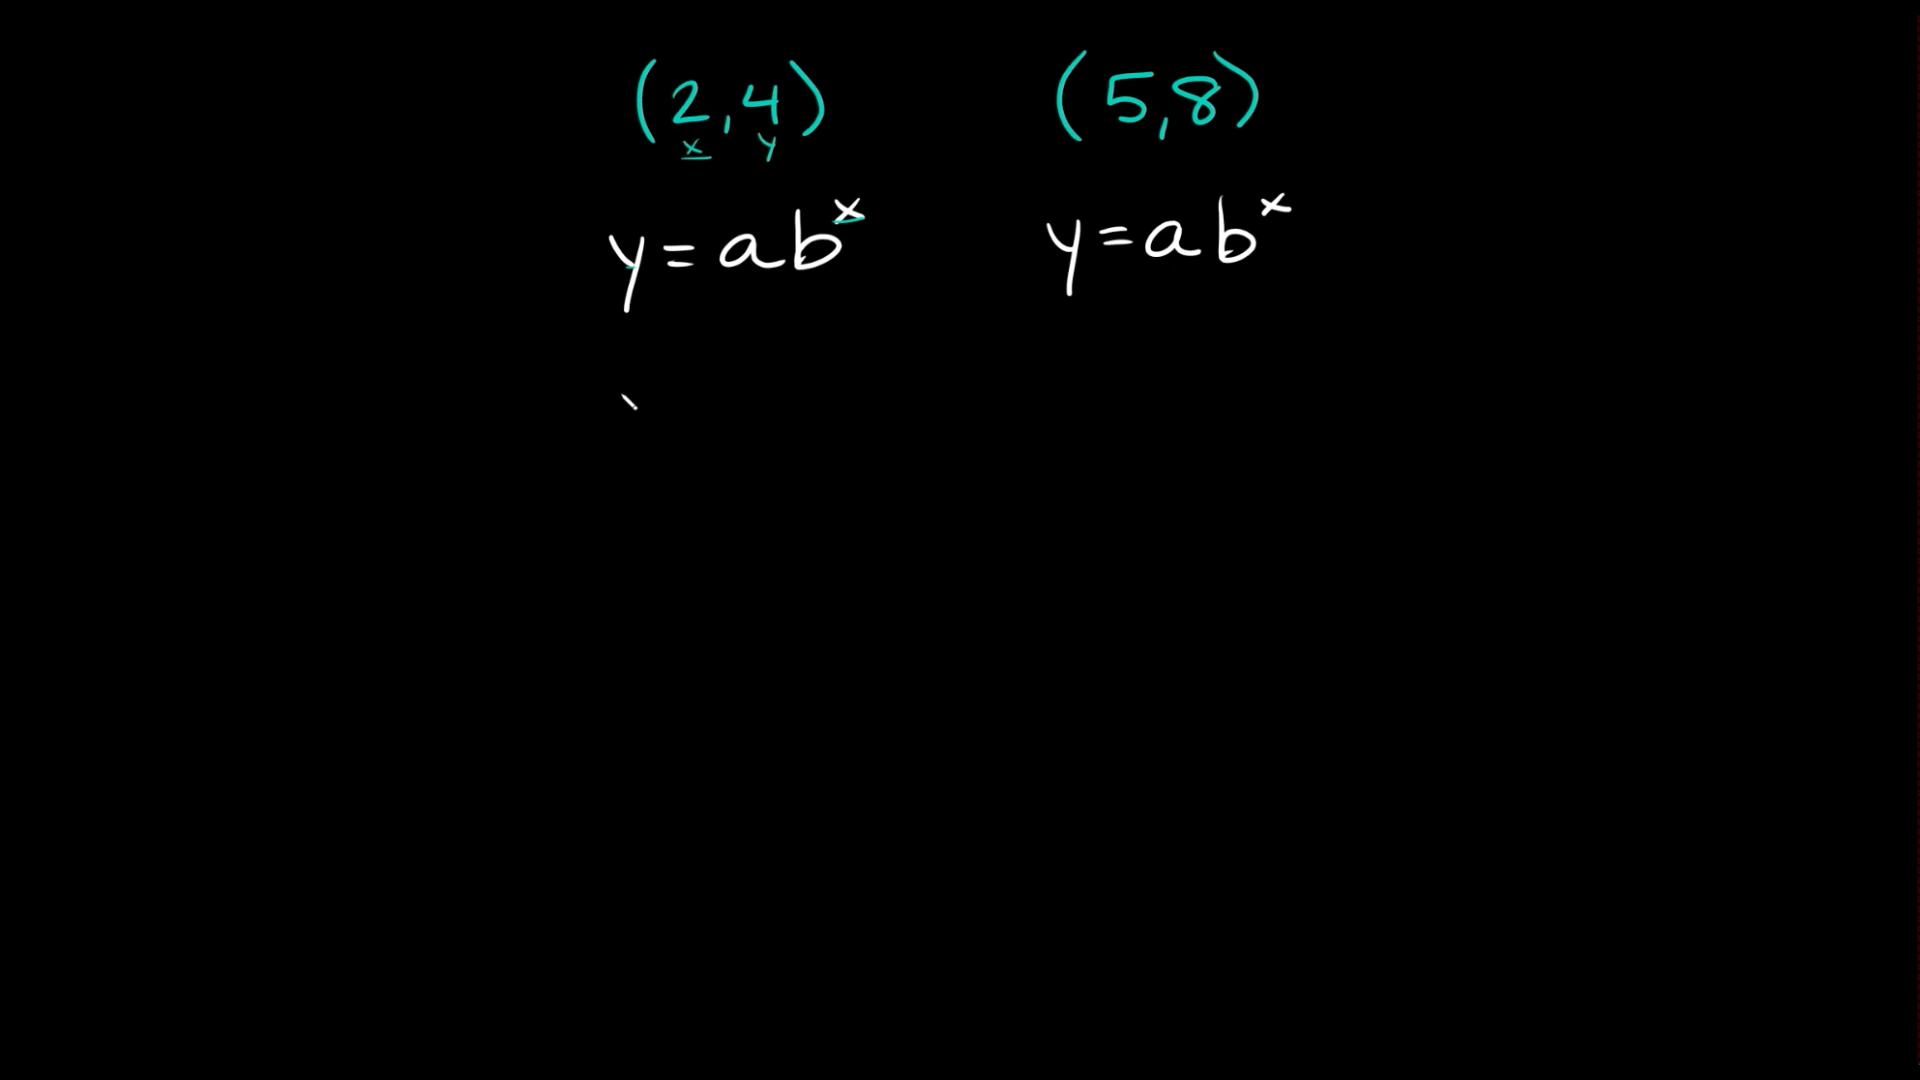 (2,4) (5,8)
x y
y=ab^x y=ab^x